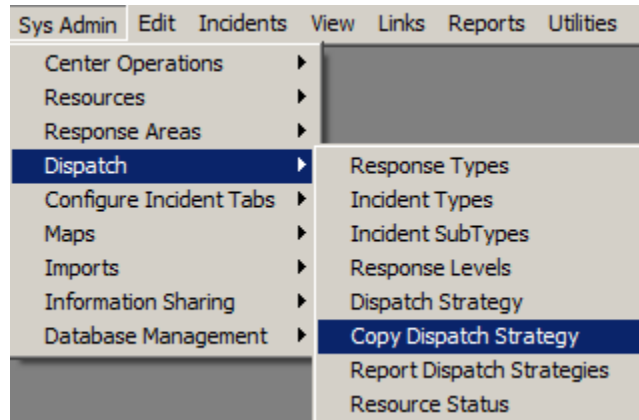 Sys Admin Edit Incidents View Links Reports Utilities
Center Operations
Resources
Response Areas
Dispatch
Configure Incident Tabs
Maps
Imports
Information Sharing
Database Management
Response Types
Incident Types
Incident SubTypes
Response Levels
Dispatch Strategy
Copy Dispatch Strategy
Report Dispatch Strategies
Resource Status